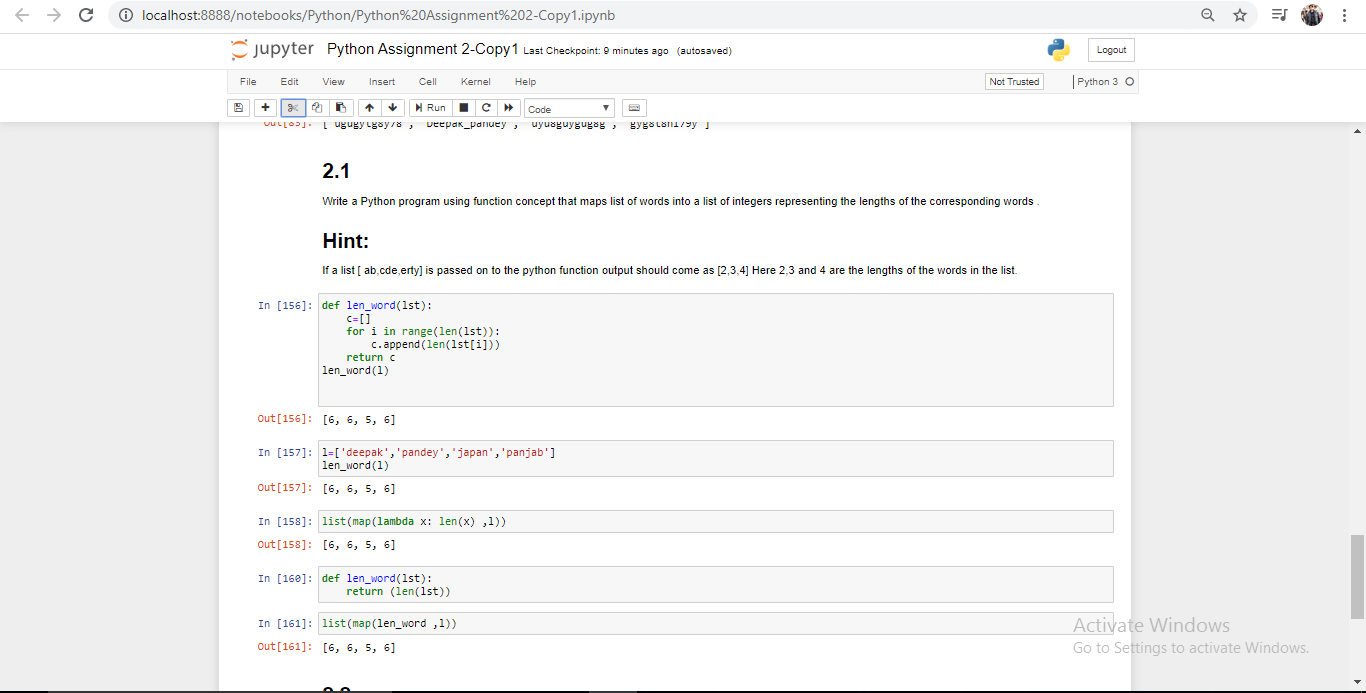 localhost:8888/notebooks/Python/Python%20Assignment%202-Copy1.ipynb
jupyter Python Assignment 2-Copy1 Last Checkpoint: 9 minutes ago (autosaved)
Logout
File Edit View Insert Cell Kernel Help
Not Trusted Python 3
Run Code
2.1
Write a Python program using function concept that maps list of words into a list of integers representing the lengths of the corresponding words .
Hint:
If a list [ ab,cde,erty] is passed on to the python function output should come as [2,3,4] Here 2,3 and 4 are the lengths of the words in the list.
In [156]: def len_word(lst):
c=[]
for i in range(len(lst)):
c.append(len(lst[i]))
return c
len_word(l)
Out[156]: [6, 6, 5, 6]
In [157]: l=['deepak','pandey','japan','panjab']
len_word(l)
Out[157]: [6, 6, 5, 6]
In [158]: list(map(lambda x: len(x) ,l))
Out[158]: [6, 6, 5, 6]
In [160]: def len_word(lst):
return (len(lst))
In [161]: list(map(len_word ,l))
Out[161]: [6, 6, 5, 6]
Activate Windows
Go to Settings to activate Windows.